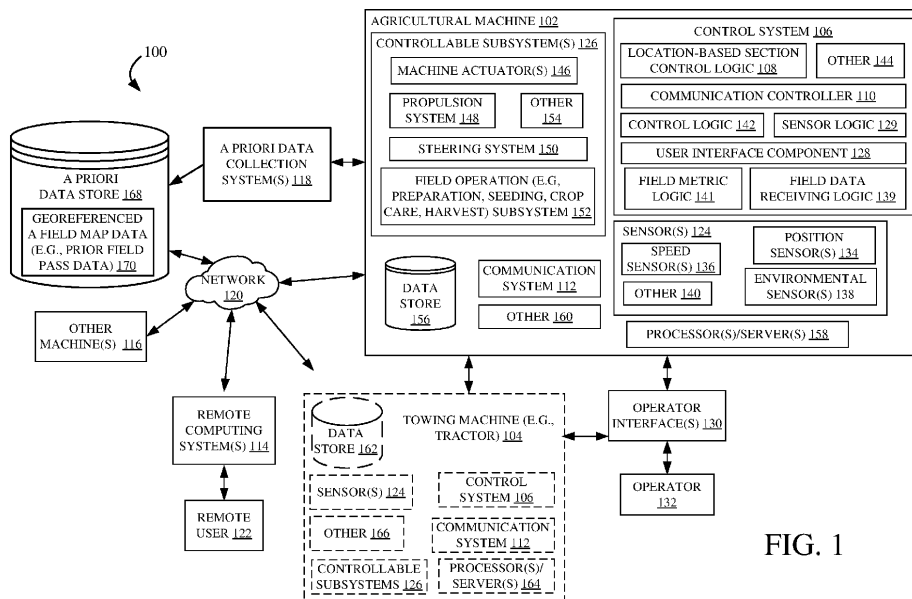 100
AGRICULTURAL MACHINE 102
CONTROLLABLE SUBSYSTEM(S) 126
MACHINE ACTUATOR(S) 146
PROPULSION
SYSTEM 148
OTHER
154
STEERING SYSTEM 150
FIELD OPERATION (E.G,
PREPARATION, SEEDING, CROP
CARE, HARVEST) SUBSYSTEM 152
DATA
STORE
156
COMMUNICATION
SYSTEM 112
OTHER 160
CONTROL SYSTEM 106
LOCATION-BASED SECTION
CONTROL LOGIC 108
OTHER 144
COMMUNICATION CONTROLLER 110
CONTROL LOGIC 142
SENSOR LOGIC 129
USER INTERFACE COMPONENT 128
FIELD METRIC
LOGIC 141
FIELD DATA
RECEIVING LOGIC 139
SENSOR(S) 124
SPEED
SENSOR(S) 136
POSITION
SENSOR(S) 134
OTHER 140
ENVIRONMENTAL
SENSOR(S) 138
PROCESSOR(S)/SERVER(S) 158
A PRIORI
DATA STORE 168
GEOREFERENCED
A FIELD MAP DATA
(E.G., PRIOR FIELD
PASS DATA) 170
A PRIORI DATA
COLLECTION
SYSTEM(S) 118
NETWORK
120
OTHER
MACHINE(S) 116
REMOTE
COMPUTING
SYSTEM(S) 114
REMOTE
USER 122
TOWING MACHINE (E.G.,
TRACTOR) 104
DATA
STORE 162
SENSOR(S) 124
CONTROL
SYSTEM 106
OTHER 166
COMMUNICATION
SYSTEM 112
CONTROLLABLE
SUBSYSTEMS 126
PROCESSOR(S)/
SERVER(S) 164
OPERATOR
INTERFACE(S) 130
OPERATOR
132
FIG. 1